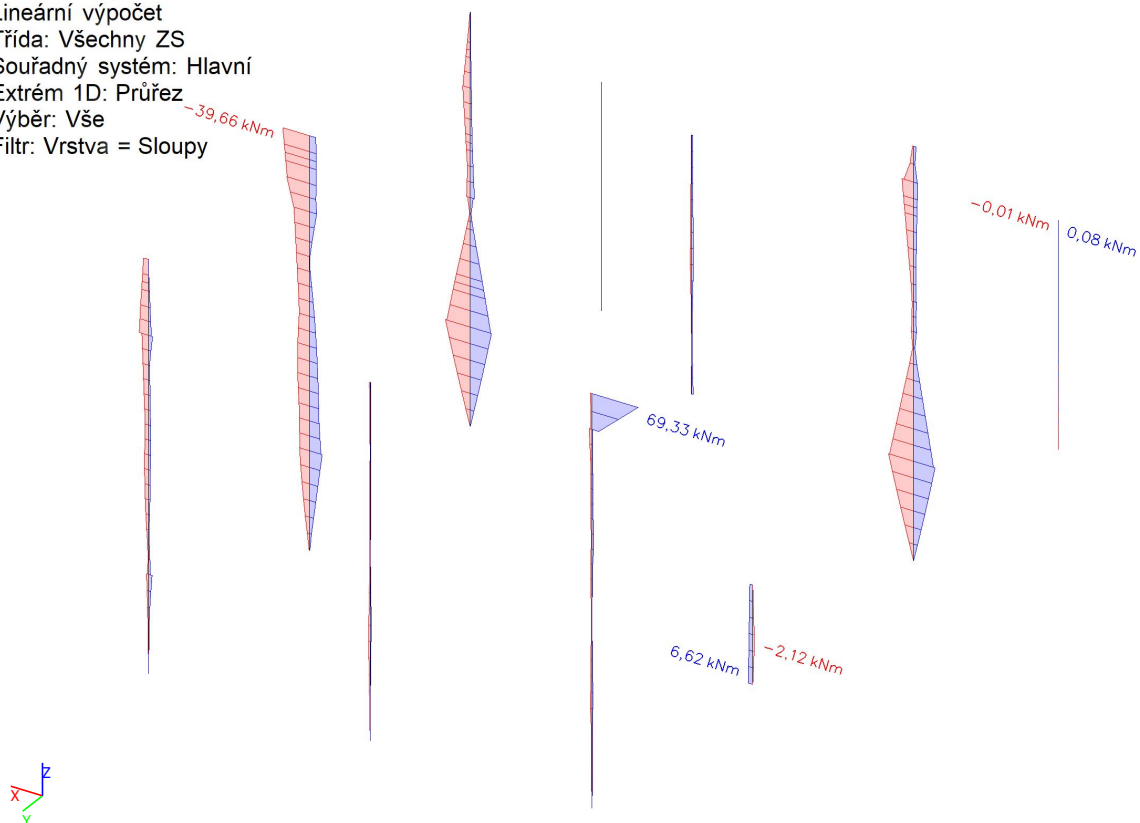 Lineární výpočet
Třída: Všechny ZS
Souřadný systém: Hlavní
Extrém 1D: Průřez
Výběr: Vše
Filtr: Vrstva = Sloupy
-39,66 kNm
-0,01 kNm
0,08 kNm
69,33 kNm
6,62 kNm
-2,12 kNm
Z
X
Y